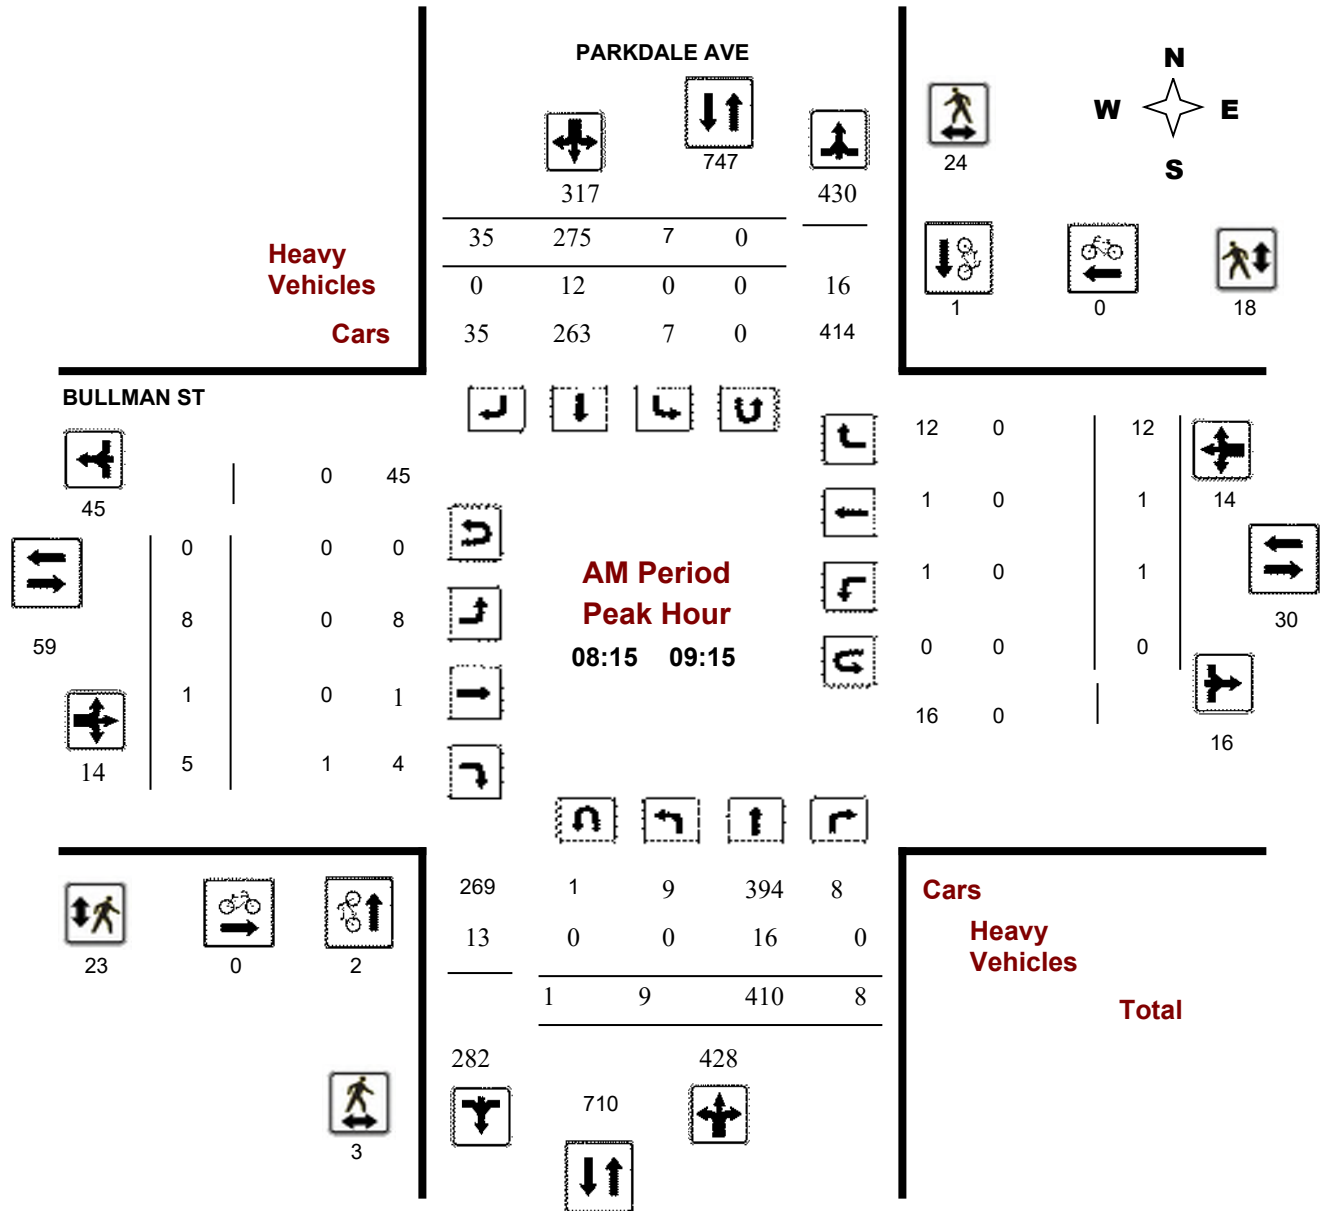 PARKDALE AVE
N
W E
S
747
24
317 430
35 275 7 0
Heavy
Vehicles
0 12 0 0 16
1 0 18
Cars
35 263 7 0 414
BULLMAN ST
12 0 12
0 45
45
1 0 1
14
0 0 0
AM Period
1 0 1
8 0 8
Peak Hour
30
59
08:15 09:15
0 0 0
1 0 1
16 0
16
14
5 1 4
269 1 9 394 8
Cars
13 0 0 16 0
Heavy
Vehicles
23 0 2
1 9 410 8
Total
282 428
710
3